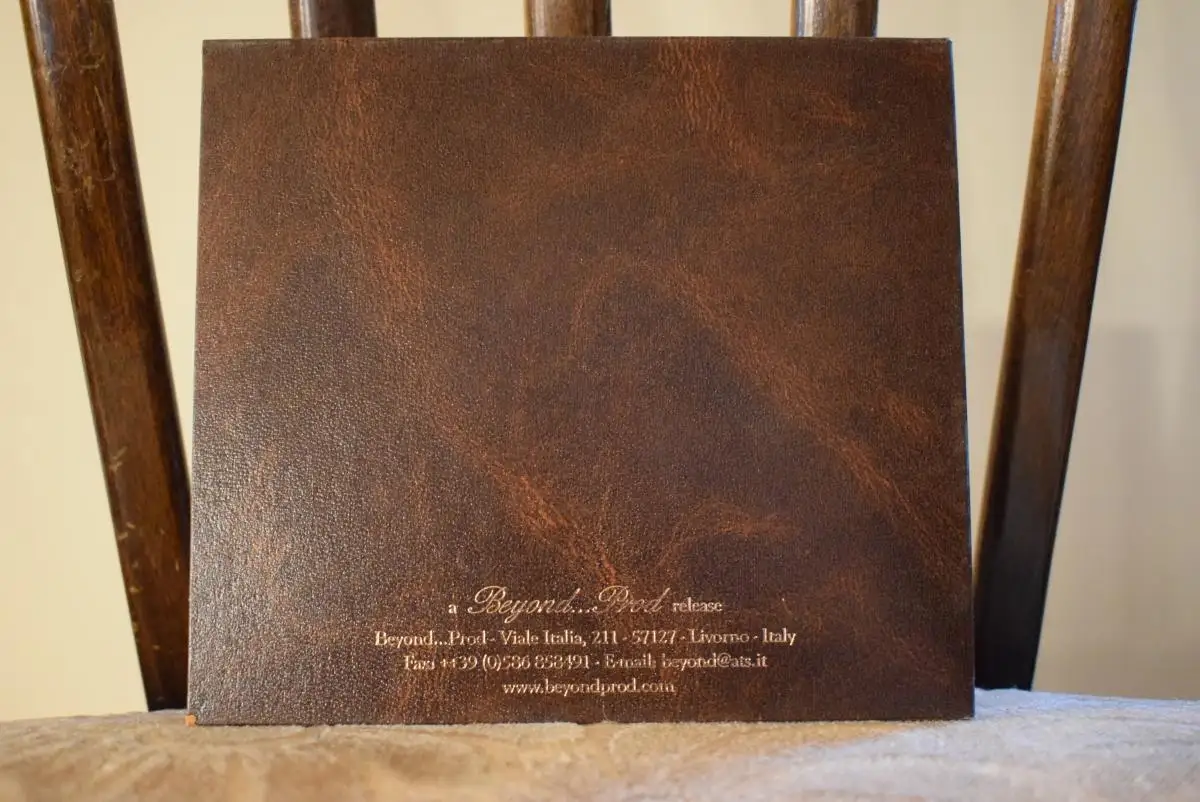 a Beyond...Prod release
Beyond...Prod - Viale Italia, 211 - 57127 - Livorno - Italy
Fax: ++39 (0)586 858491 - E-mail: beyond@ats.it
www.beyondprod.com